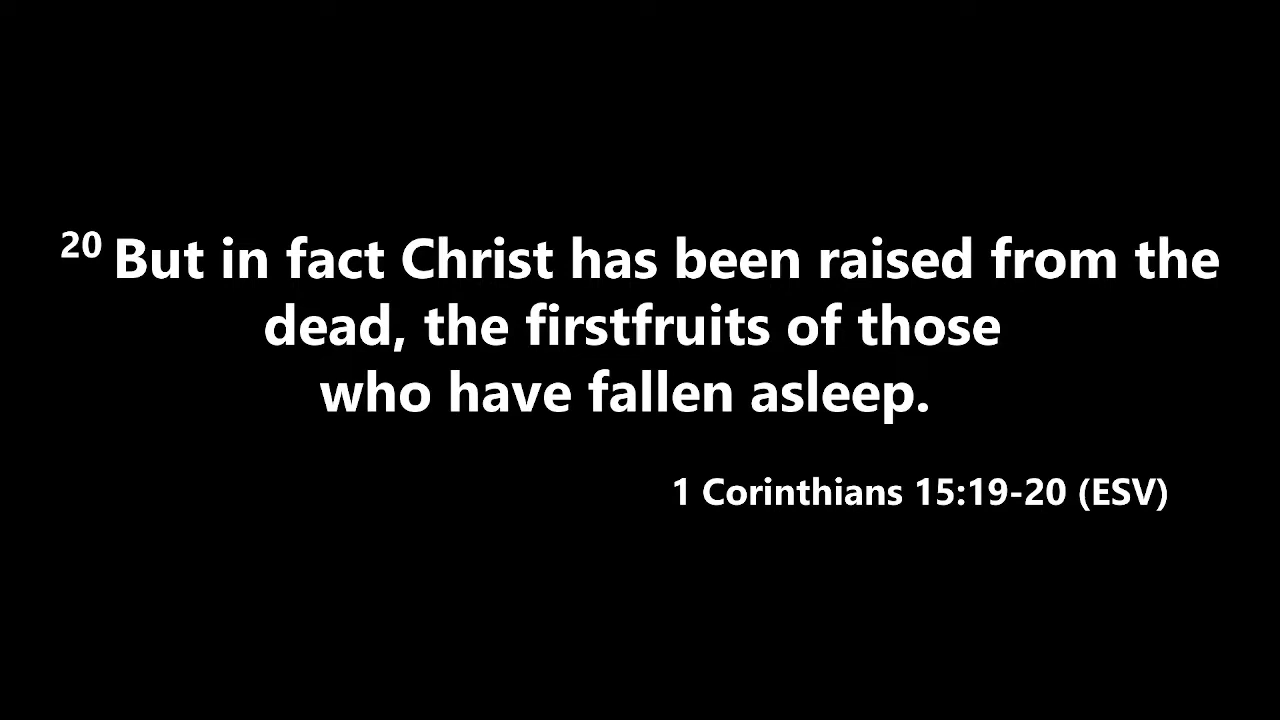 20 But in fact Christ has been raised from the
dead, the firstfruits of those
who have fallen asleep.
1 Corinthians 15:19-20 (ESV)